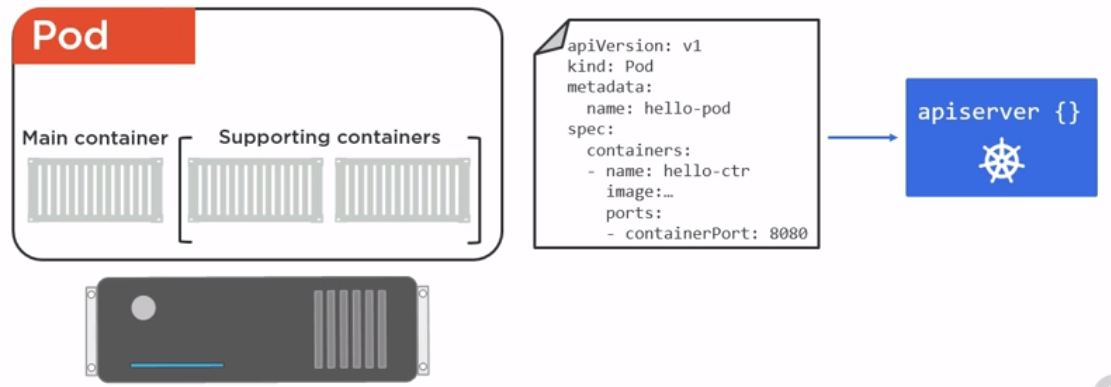 Pod
Main container
Supporting containers
apiVersion: v1
kind: Pod
metadata:
  name: hello-pod
spec:
  containers:
  - name: hello-ctr
    image:…
    ports:
    - containerPort: 8080
apiserver {}